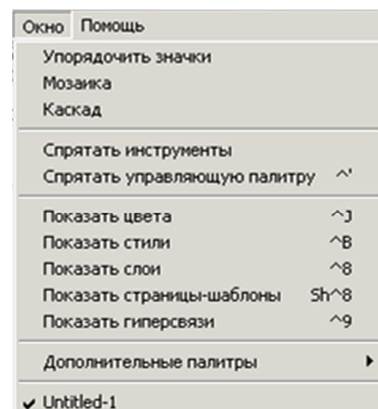 Окно Помощь
Упорядочить значки
Мозаика
Каскад
Спрятать инструменты
Спрятать управляющую палитру ^'
Показать цвета ^J
Показать стили ^B
Показать слои ^8
Показать страницы-шаблоны Sh^8
Показать гиперсвязи ^9
Дополнительные палитры
Untitled-1